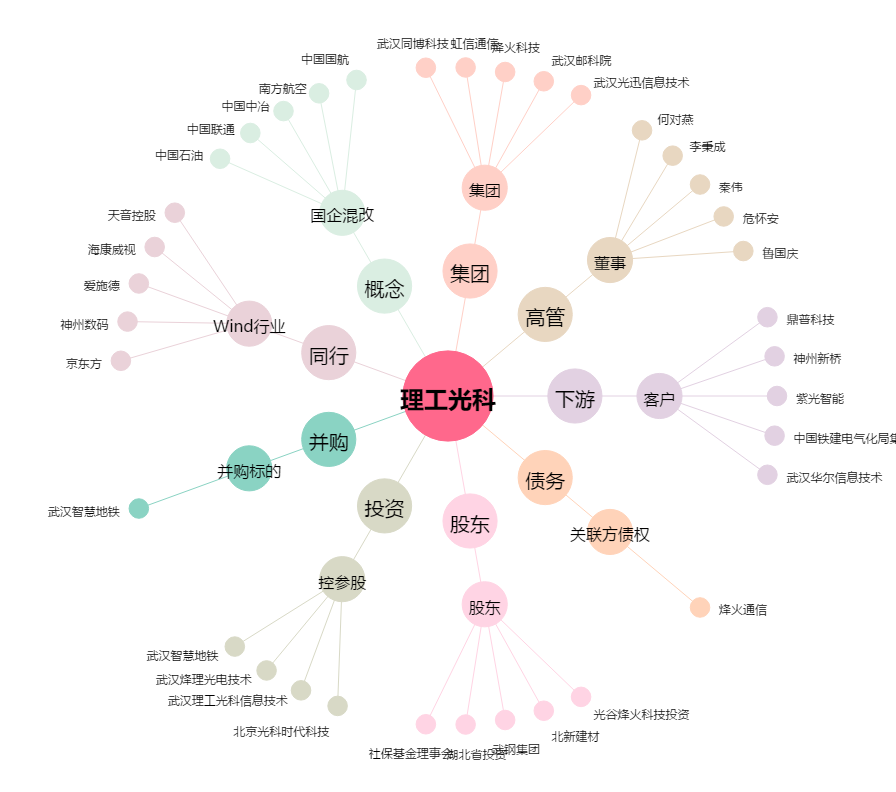 武汉同博科技
虹信通信
烽火科技
武汉邮科院
武汉光迅信息技术
集团
集团
何对燕
李秉成
秦伟
危怀安
鲁国庆
董事
高管
鼎普科技
神州新桥
紫光智能
中国铁建电气化局集
武汉华尔信息技术
客户
下游
债务
关联方债权
烽火通信
股东
股东
光谷烽火科技投资
北新建材
武钢集团
湖北省投资
社保基金理事会
投资
控参股
北京光科时代科技
武汉理工光科信息技术
武汉烽理光电技术
武汉智慧地铁
并购
并购标的
武汉智慧地铁
同行
Wind行业
京东方
神州数码
爱施德
海康威视
天音控股
概念
国企混改
中国石油
中国联通
中国中冶
南方航空
中国国航
理工光科